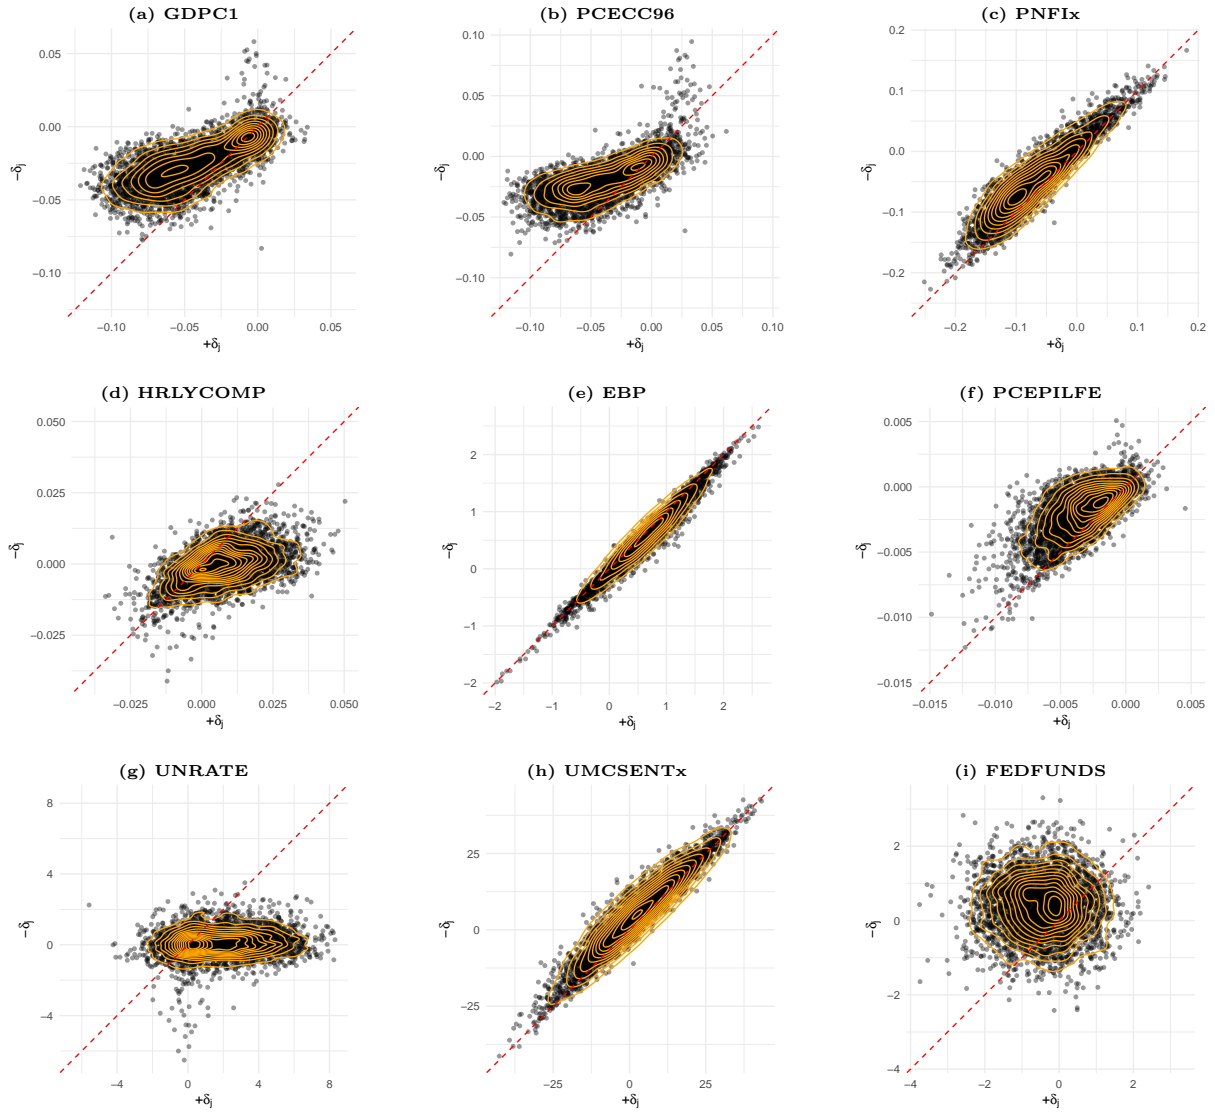 (a) GDPC1
0.05
0.00
−0.05
−0.10
−δj
−0.10 −0.05 0.00 0.05
+δj
(b) PCECC96
0.10
0.05
0.00
−0.05
−0.10
−δj
−0.10 −0.05 0.00 0.05 0.10
+δj
(c) PNFIx
0.2
0.1
0.0
−0.1
−0.2
−δj
−0.2 −0.1 0.0 0.1 0.2
+δj
(d) HRLYCOMP
0.050
0.025
0.000
−0.025
−δj
−0.025 0.000 0.025 0.050
+δj
(e) EBP
2
1
0
−1
−2
−δj
−2 −1 0 1 2
+δj
(f) PCEPILFE
0.005
0.000
−0.005
−0.010
−0.015
−δj
−0.015 −0.010 −0.005 0.000 0.005
+δj
(g) UNRATE
8
4
0
−4
−δj
−4 0 4 8
+δj
(h) UMCSENTx
25
0
−25
−δj
−25 0 25
+δj
(i) FEDFUNDS
2
0
−2
−4
−δj
−4 −2 0 2
+δj